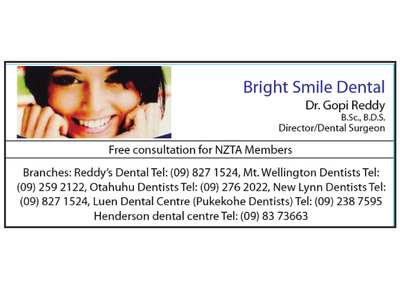 Bright Smile Dental
Dr. Gopi Reddy
B.Sc., B.D.S.
Director/Dental Surgeon
Free consultation for NZTA Members
Branches: Reddy's Dental Tel: (09) 827 1524, Mt. Wellington Dentists Tel:
(09) 259 2122, Otahuhu Dentists Tel: (09) 276 2022, New Lynn Dentists Tel:
(09) 827 1524, Luen Dental Centre (Pukekohe Dentists) Tel: (09) 238 7595
Henderson dental centre Tel: (09) 83 73663